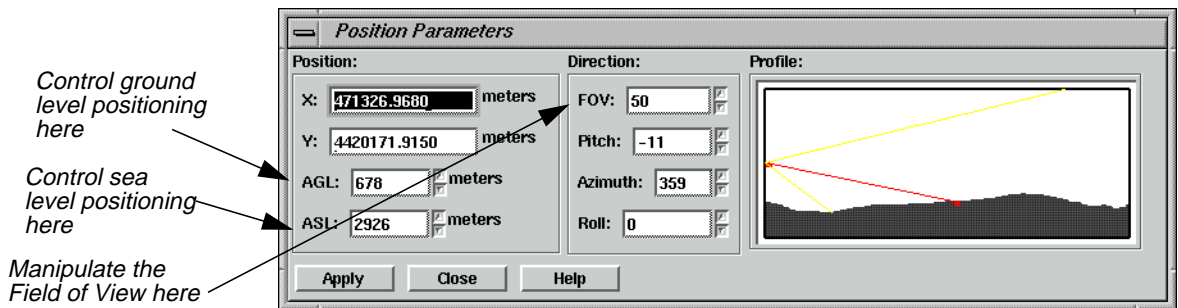 Position Parameters
Position:
Direction:
Profile:
X: 471326.9680 meters
FOV: 50
Y: 4420171.9150 meters
Pitch: -11
AGL: 678 meters
Azimuth: 359
ASL: 2926 meters
Roll: 0
Apply
Close
Help
Control ground
level positioning
here
Control sea
level positioning
here
Manipulate the
Field of View here